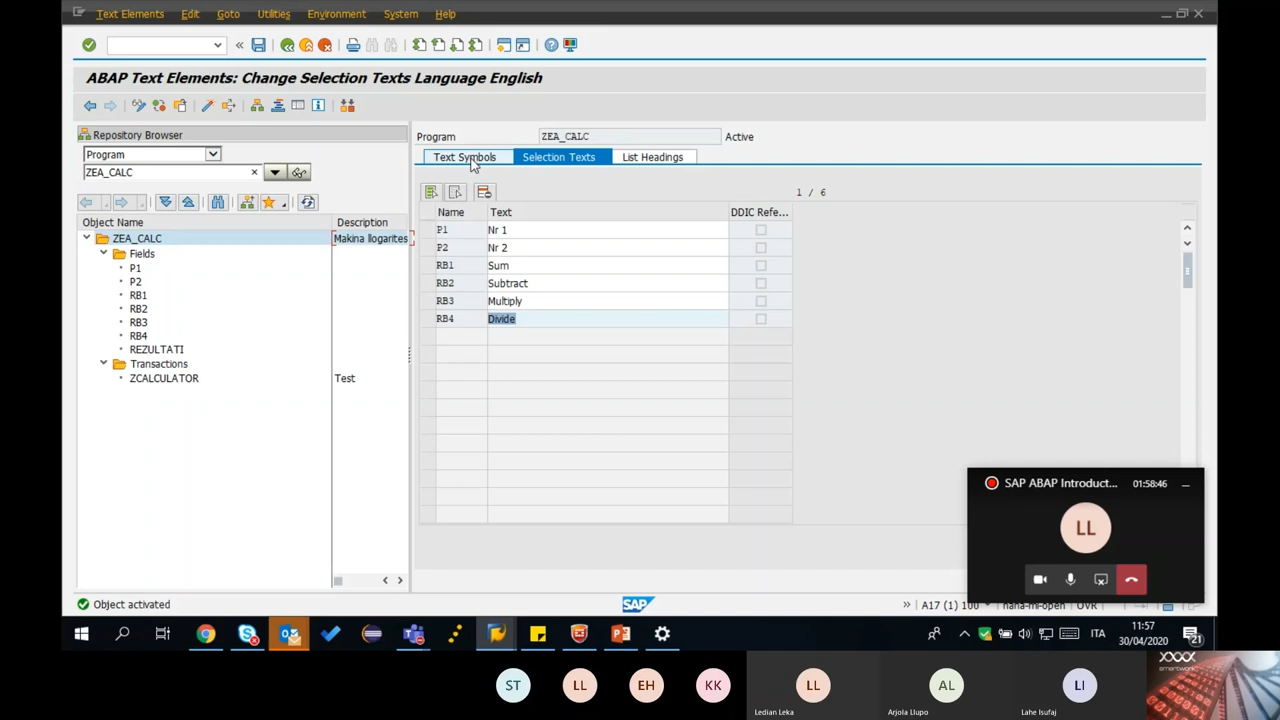 Text Elements Edit Goto Utilities Environment System Help
ABAP Text Elements: Change Selection Texts Language English
Repository Browser
Program
ZEA_CALC
Object Name Description
ZEA_CALC Makina llogarites
Fields
P1
P2
RB1
RB2
RB3
RB4
REZULTATI
Transactions
ZCALCULATOR Test
Program ZEA_CALC Active
Text Symbols Selection Texts List Headings
1 / 6
Name Text DDIC Refe...
P1 Nr 1
P2 Nr 2
RB1 Sum
RB2 Subtract
RB3 Multiply
RB4 Divide
SAP ABAP Introduct... 01:58:46
LL
Object activated
SAP
A17 (1) 100 OVR
ITA
11:57
30/04/2020
21
ST LL EH KK LL AL LI
Ledian Leka Arjola Llupo Lahe Isufaj
XXXX
smartwork